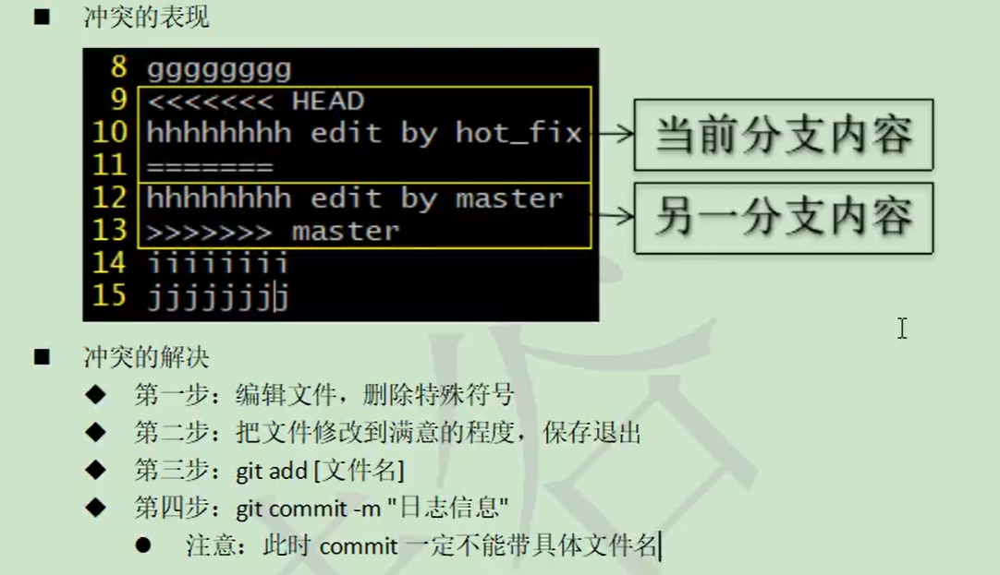 ■ 冲突的表现
8 gggggggg
9 <<<<<<< HEAD
10 hhhhhhhh edit by hot_fix
当前分支内容
11 =======
12 hhhhhhhh edit by master
另一分支内容
13 >>>>>>> master
14 iiiiiiii
15 jjjjjjjj
■ 冲突的解决
◆ 第一步：编辑文件，删除特殊符号
◆ 第二步：把文件修改到满意的程度，保存退出
◆ 第三步：git add [文件名]
◆ 第四步：git commit -m "日志信息"
● 注意：此时 commit 一定不能带具体文件名